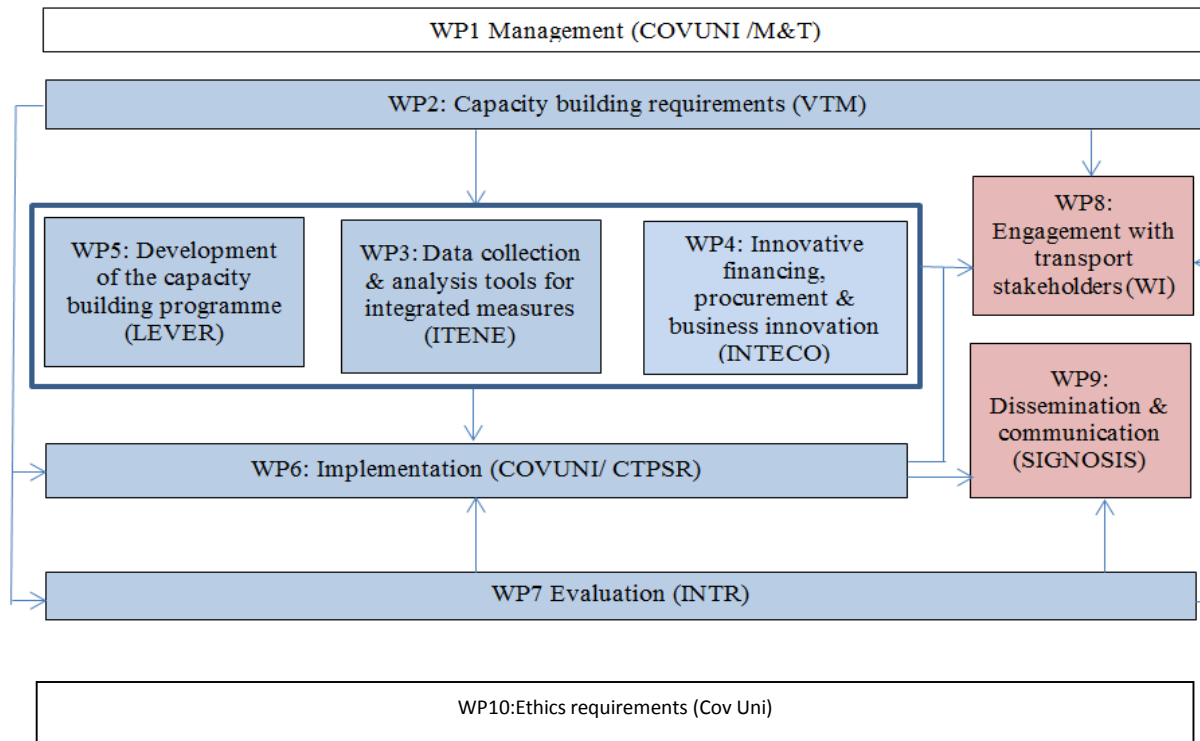 WP1 Management (COVUNI /M&T)
WP2: Capacity building requirements (VTM)
WP5: Development
of the capacity
building programme
(LEVER)
WP3: Data collection
& analysis tools for
integrated measures
(ITENE)
WP4: Innovative
financing,
procurement &
business innovation
(INTECO)
WP8:
Engagement with
transport
stakeholders (WI)
WP9:
Dissemination &
communication
(SIGNOSIS)
WP6: Implementation (COVUNI/ CTPSR)
WP7 Evaluation (INTR)
WP10:Ethics requirements (Cov Uni)